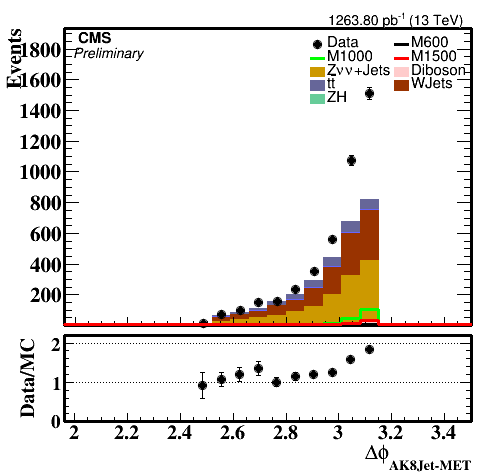 1263.80 pb⁻¹ (13 TeV)
CMS
Preliminary
Events
Data
M600
M1000
M1500
Zνν+Jets
Diboson
tt
WJets
ZH
1800
1600
1400
1200
1000
800
600
400
200
Data/MC
2
1
0
2 2.2 2.4 2.6 2.8 3 3.2 3.4
Δϕ AK8Jet-MET